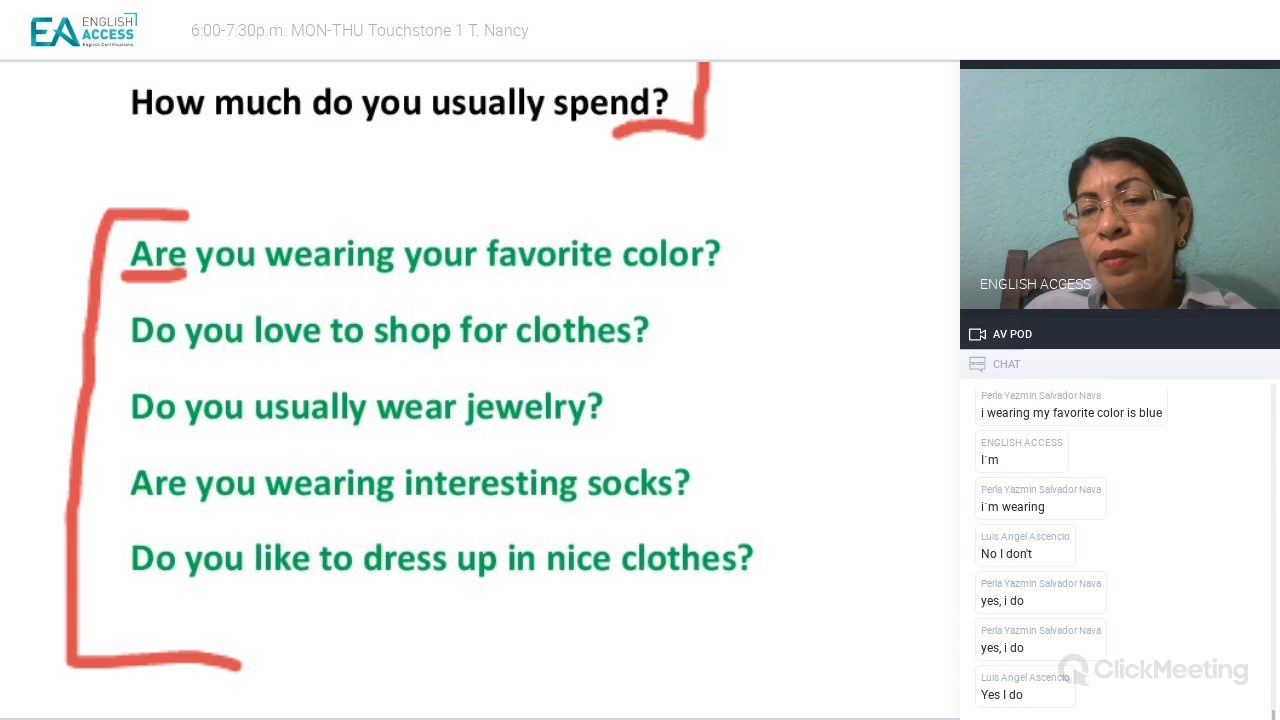 EA ENGLISH
ACCESS
English Certifications
6:00-7:30p.m. MON-THU Touchstone 1 T. Nancy
How much do you usually spend?
Are you wearing your favorite color?
Do you love to shop for clothes?
Do you usually wear jewelry?
Are you wearing interesting socks?
Do you like to dress up in nice clothes?
ENGLISH ACCESS
AV POD
CHAT
Perla Yazmin Salvador Nava
i wearing my favorite color is blue
ENGLISH ACCESS
I´m
Perla Yazmin Salvador Nava
i´m wearing
Luis Angel Ascencio
No I don't
Perla Yazmin Salvador Nava
yes, i do
Perla Yazmin Salvador Nava
yes, i do
Luis Angel Ascencio
Yes I do
ClickMeeting